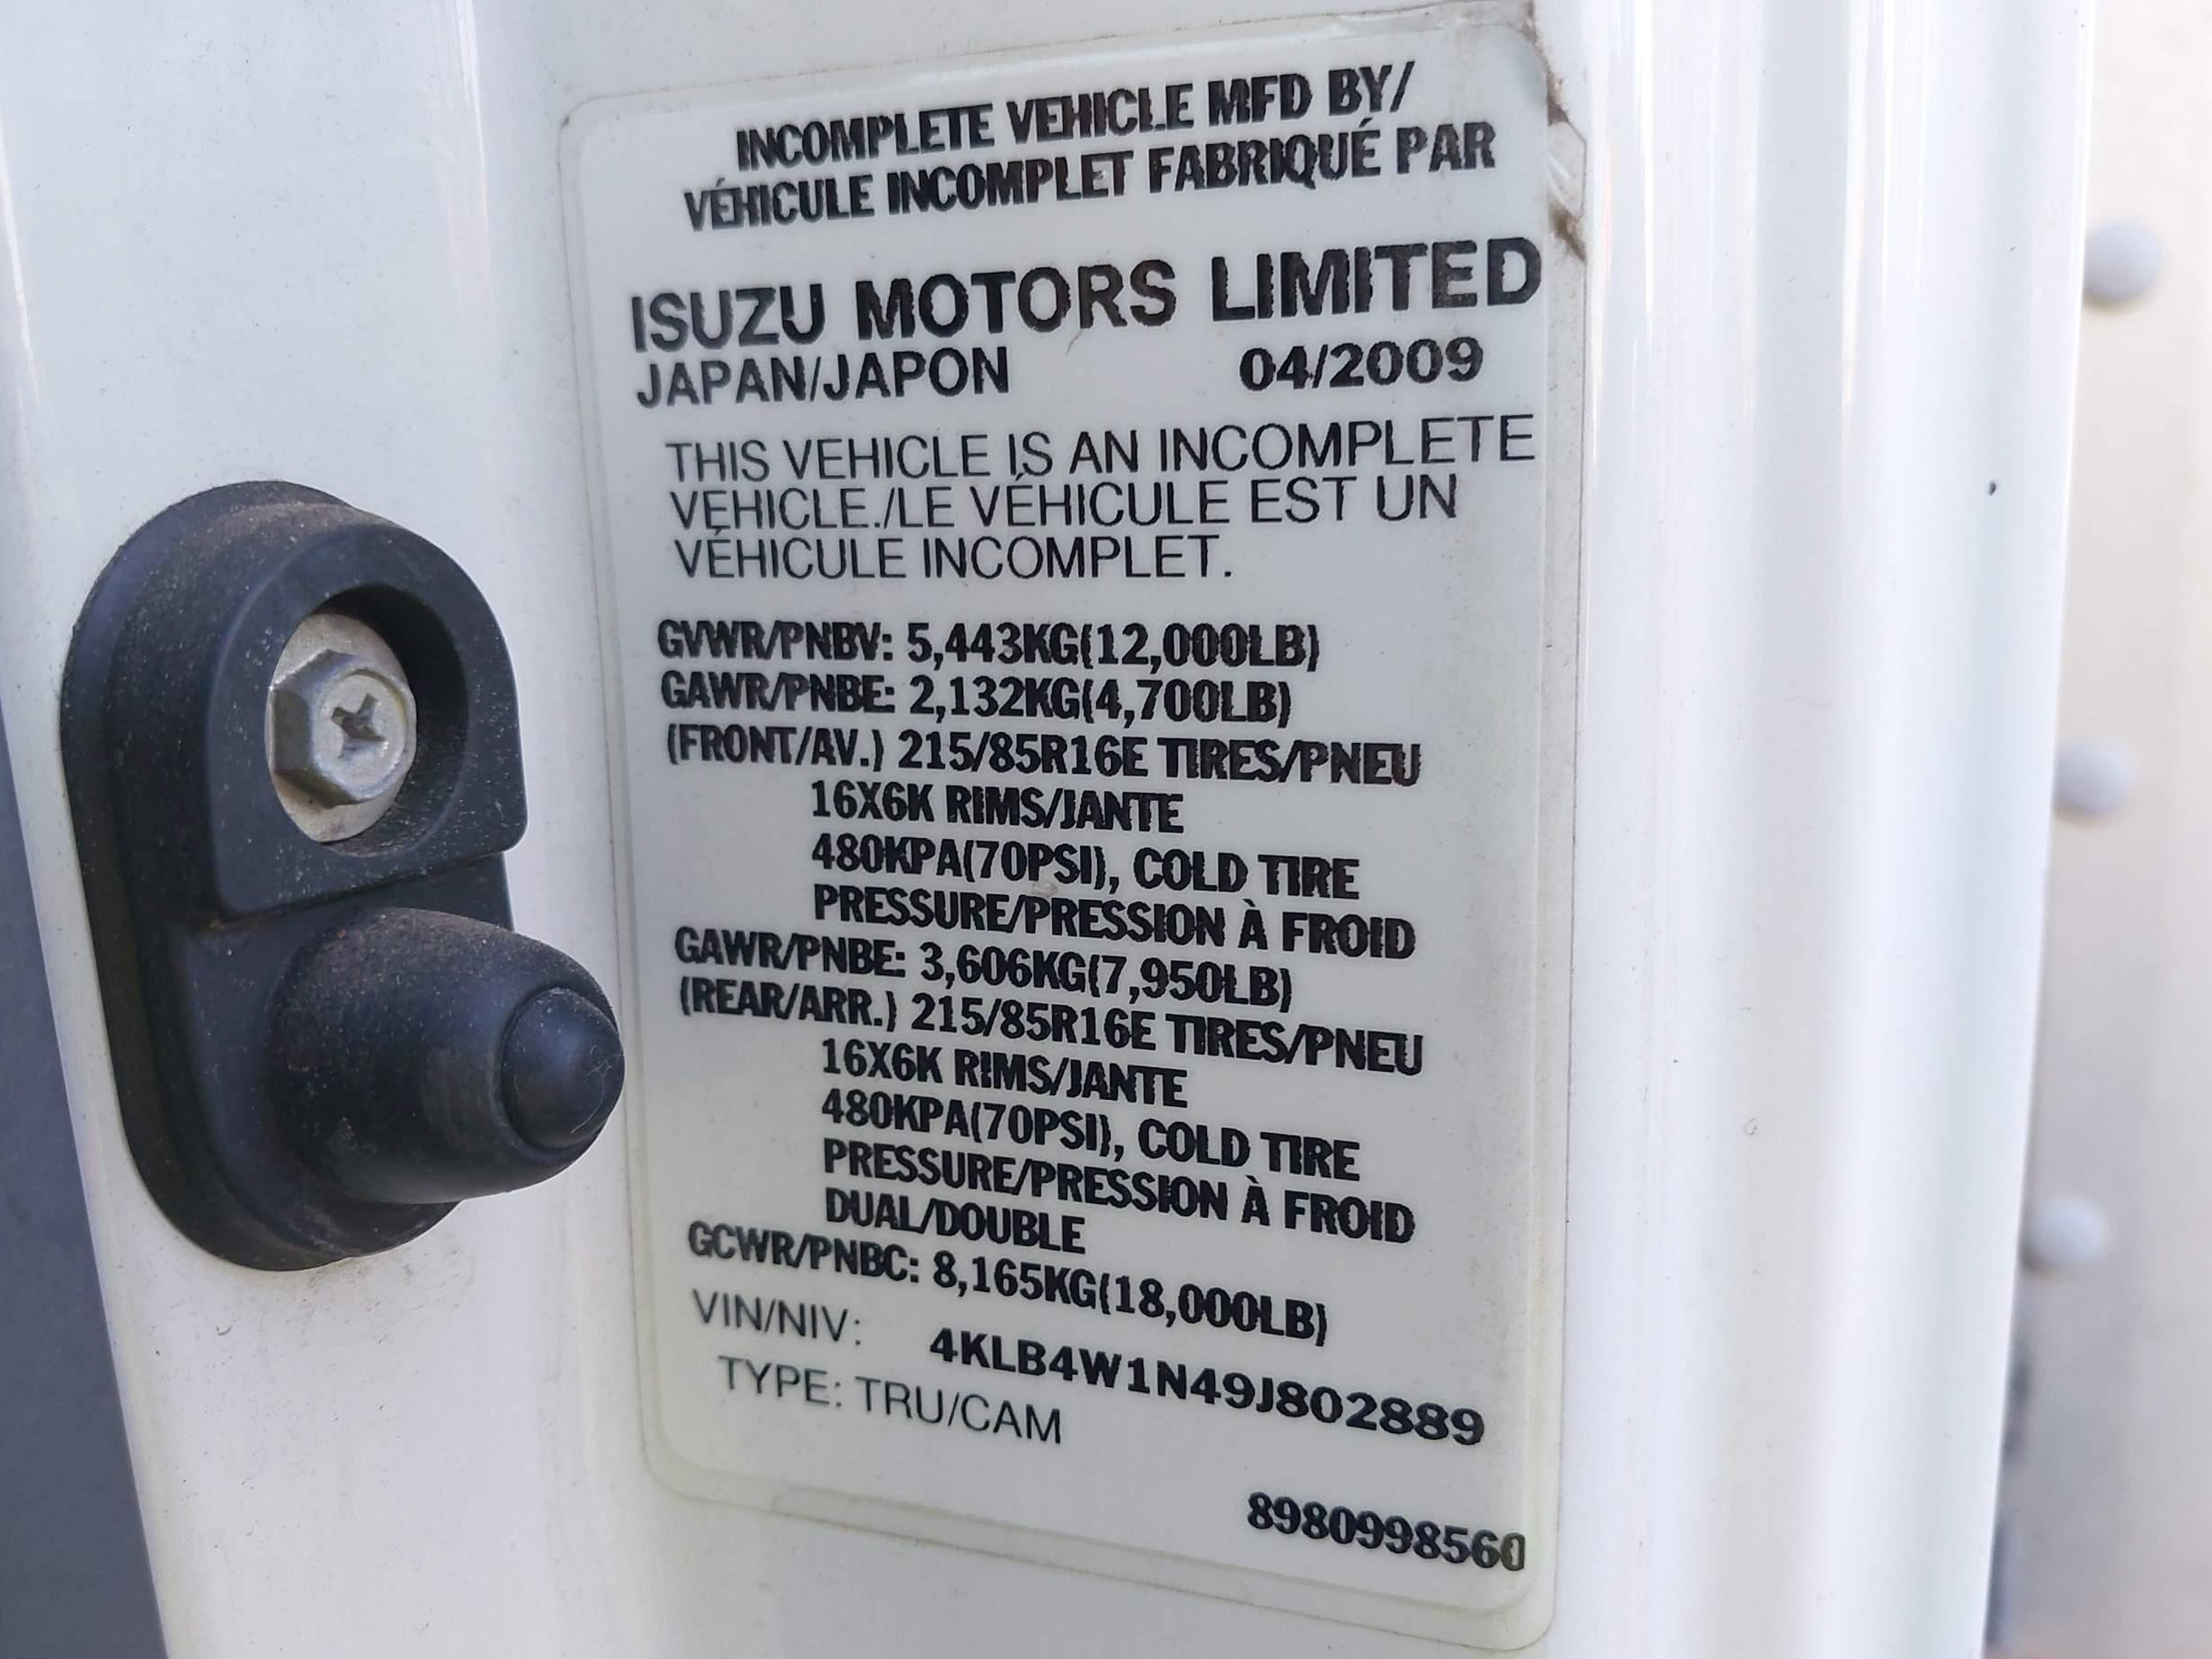 INCOMPLETE VEHICLE MFD BY/
VÉHICULE INCOMPLET FABRIQUÉ PAR
ISUZU MOTORS LIMITED
JAPAN/JAPON 04/2009
THIS VEHICLE IS AN INCOMPLETE
VEHICLE./LE VÉHICULE EST UN
VÉHICULE INCOMPLET.
GVWR/PNBV: 5,443KG(12,000LB)
GAWR/PNBE: 2,132KG(4,700LB)
(FRONT/AV.) 215/85R16E TIRES/PNEU
16X6K RIMS/JANTE
480KPA(70PSI), COLD TIRE
PRESSURE/PRESSION À FROID
GAWR/PNBE: 3,606KG(7,950LB)
(REAR/ARR.) 215/85R16E TIRES/PNEU
16X6K RIMS/JANTE
480KPA(70PSI), COLD TIRE
PRESSURE/PRESSION À FROID
DUAL/DOUBLE
GCWR/PNBC: 8,165KG(18,000LB)
VIN/NIV: 4KLB4W1N49J802889
TYPE: TRU/CAM
8980998560